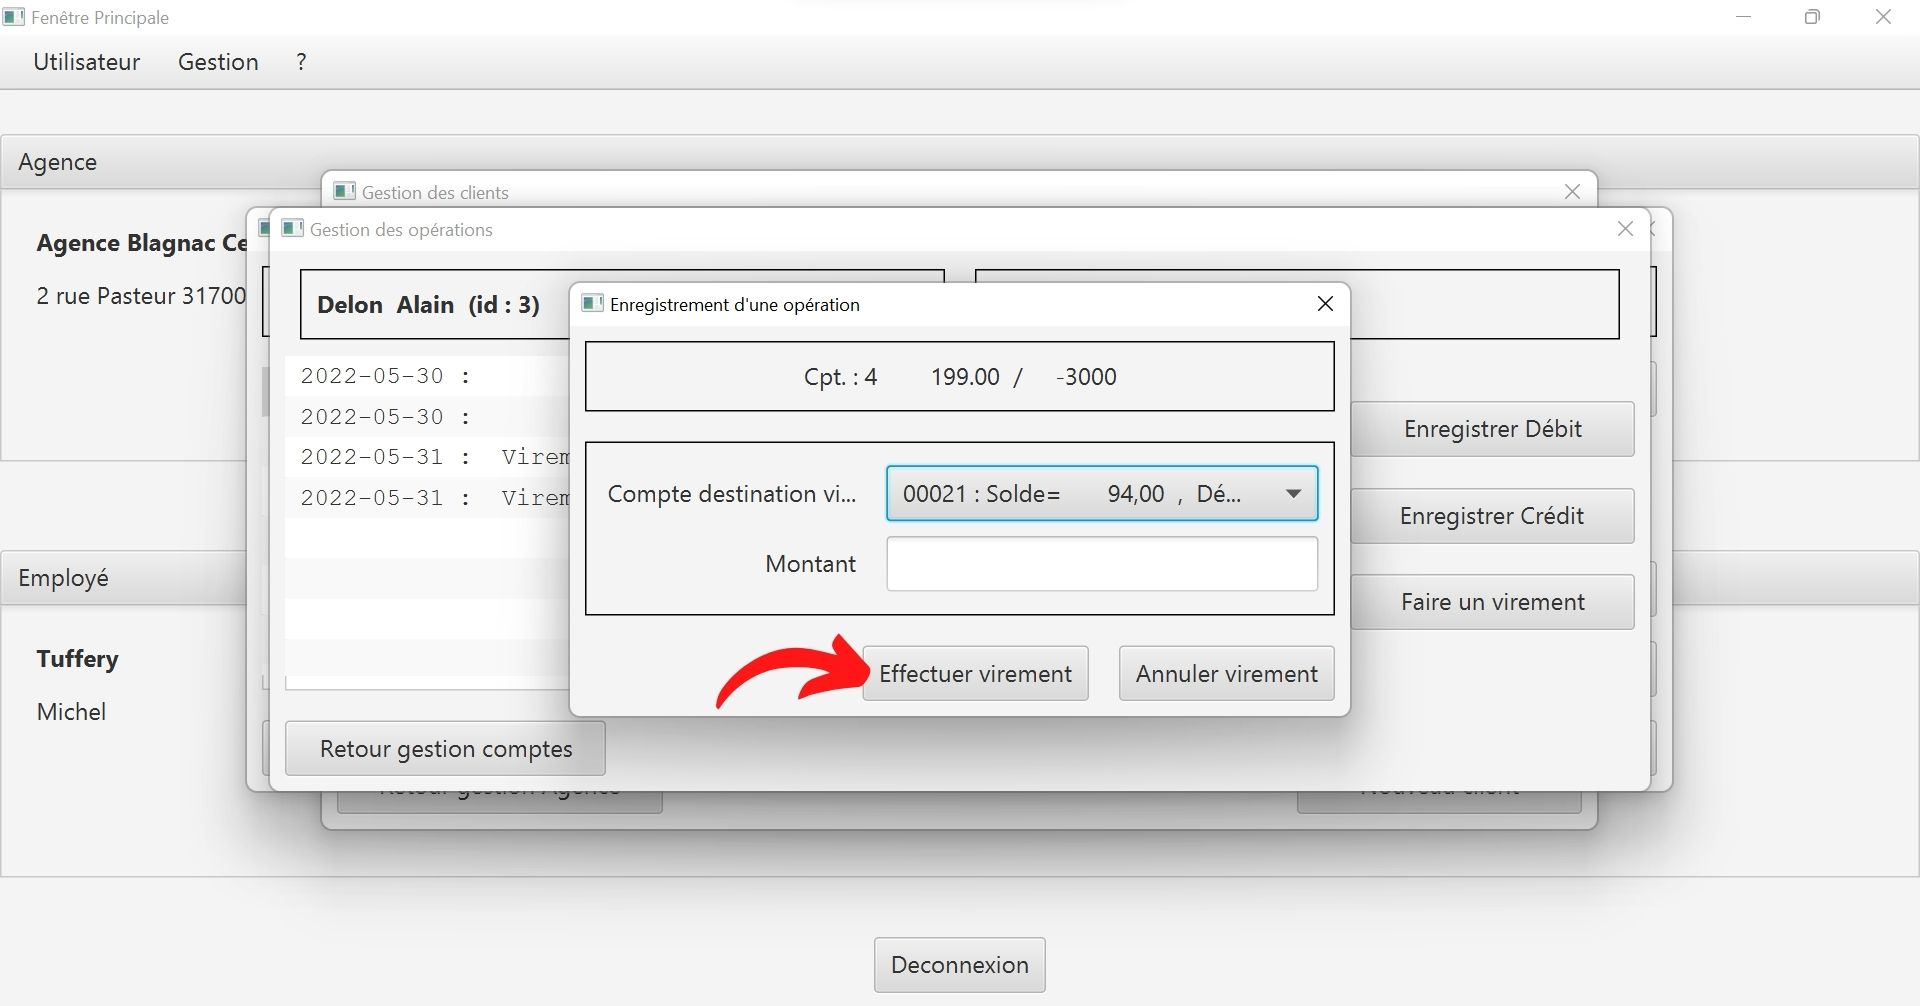 Fenêtre Principale
Utilisateur Gestion ?
Agence
Gestion des clients
Agence Blagnac
Gestion des opérations
2 rue Pasteur 31700
Delon Alain (id : 3)
Enregistrement d'une opération
Cpt. : 4 199.00 / -3000
2022-05-30 :
2022-05-30 :
2022-05-31 :
2022-05-31 :
Compte destination vi... 00021 : Solde= 94,00 , Dé...
Montant
Enregistrer Débit
Enregistrer Crédit
Faire un virement
Effectuer virement Annuler virement
Employé
Tuffery
Michel
Retour gestion comptes
Deconnexion